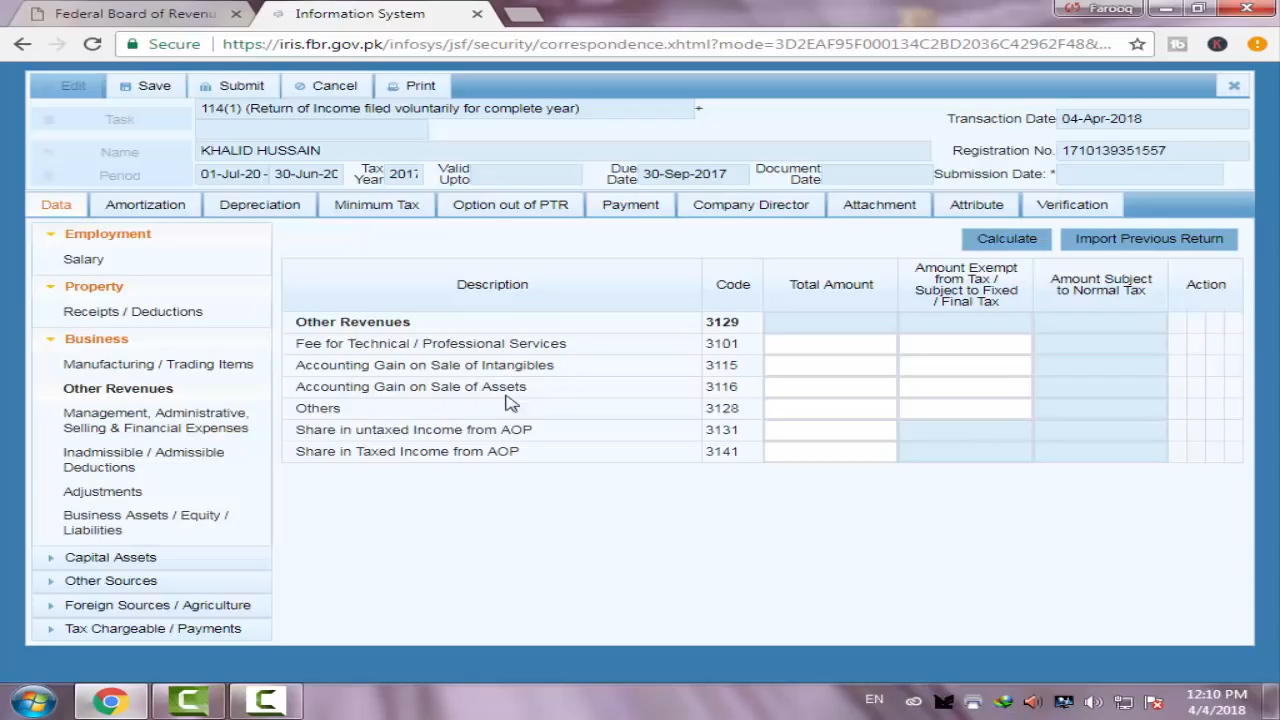 Federal Board of Revenu
Information System
Farooq
Secure
https://iris.fbr.gov.pk/infosys/jsf/security/correspondence.xhtml?mode=3D2EAF95F000134C2BD2036C42962F48&...
Edit Save Submit Cancel Print
114(1) (Return of Income filed voluntarily for complete year) +
Task
Transaction Date 04-Apr-2018
Name KHALID HUSSAIN
Registration No. 1710139351557
Period 01-Jul-20 - 30-Jun-20
Tax Year 2017
Valid Upto
Due Date 30-Sep-2017
Document Date
Submission Date: *
Data Amortization Depreciation Minimum Tax Option out of PTR Payment Company Director Attachment Attribute Verification
Employment
Salary
Property
Receipts / Deductions
Business
Manufacturing / Trading Items
Other Revenues
Management, Administrative,
Selling & Financial Expenses
Inadmissible / Admissible
Deductions
Adjustments
Business Assets / Equity /
Liabilities
Capital Assets
Other Sources
Foreign Sources / Agriculture
Tax Chargeable / Payments
Calculate Import Previous Return
Description Code Total Amount
Amount Exempt
from Tax /
Subject to Fixed
/ Final Tax
Amount Subject
to Normal Tax
Action
Other Revenues 3129
Fee for Technical / Professional Services 3101
Accounting Gain on Sale of Intangibles 3115
Accounting Gain on Sale of Assets 3116
Others 3128
Share in untaxed Income from AOP 3131
Share in Taxed Income from AOP 3141
EN
12:10 PM
4/4/2018